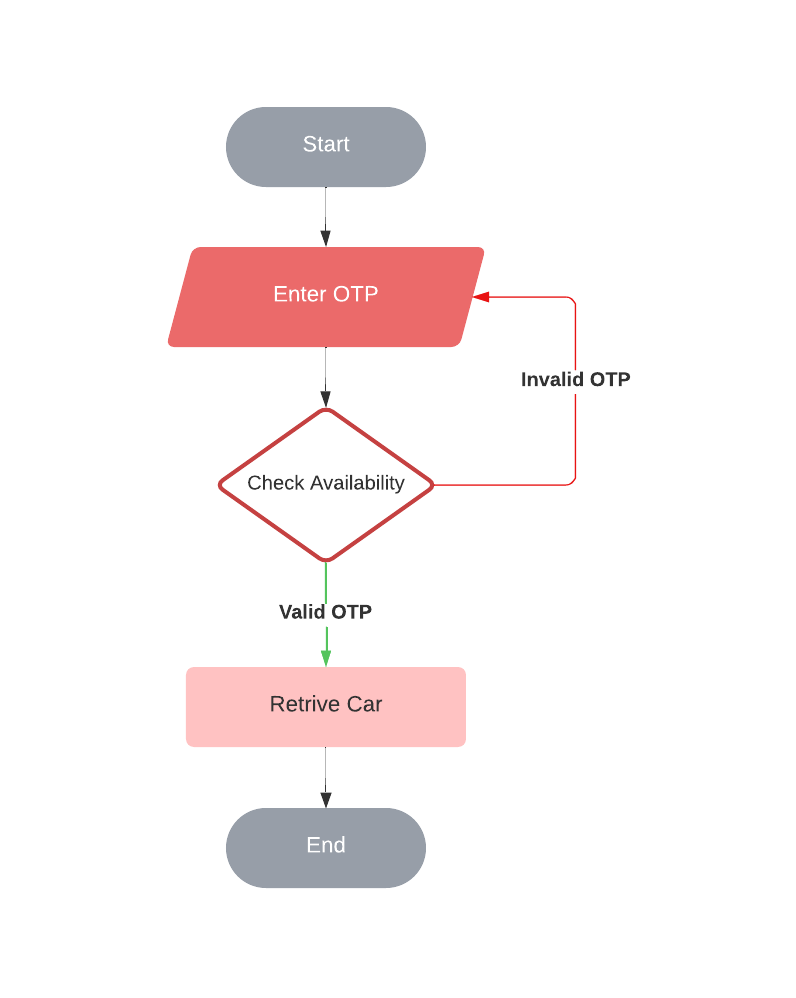 Start
Enter OTP
Invalid OTP
Check Availability
Valid OTP
Retrive Car
End